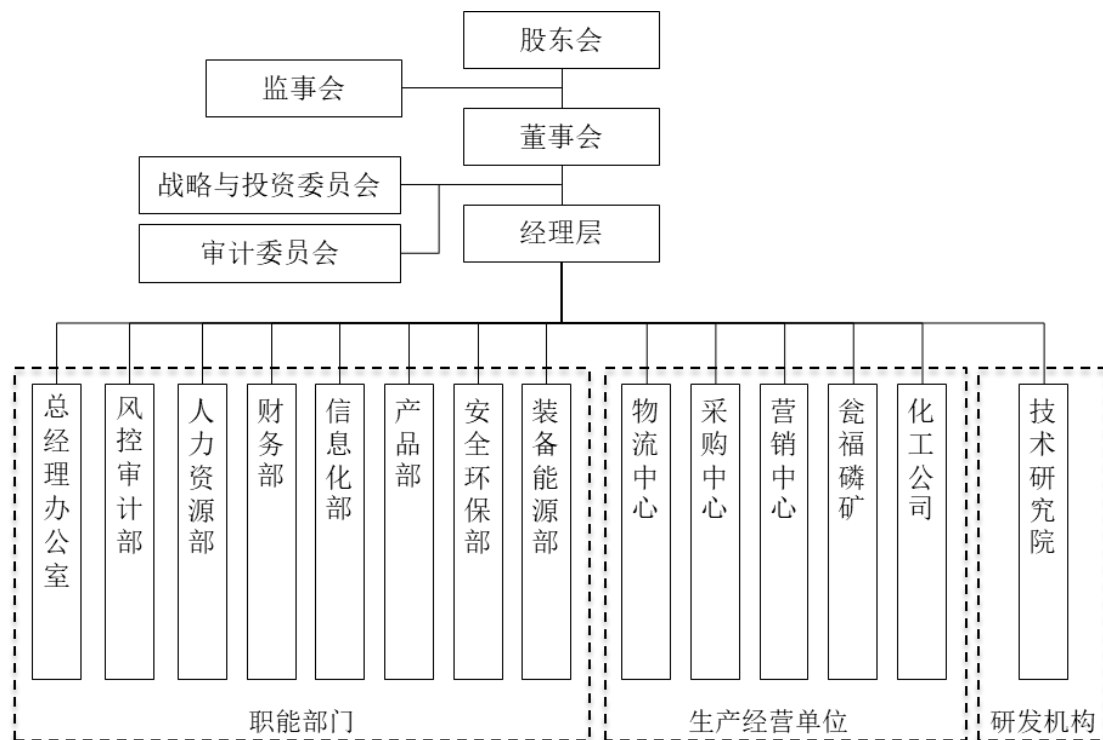 股东会
监事会
董事会
战略与投资委员会
审计委员会
经理层
总经理办公室
风控审计部
人力资源部
财务部
信息化部
产品部
安全环保部
装备能源部
物流中心
采购中心
营销中心
瓮福磷矿
化工公司
技术研究院
职能部门
生产经营单位
研发机构